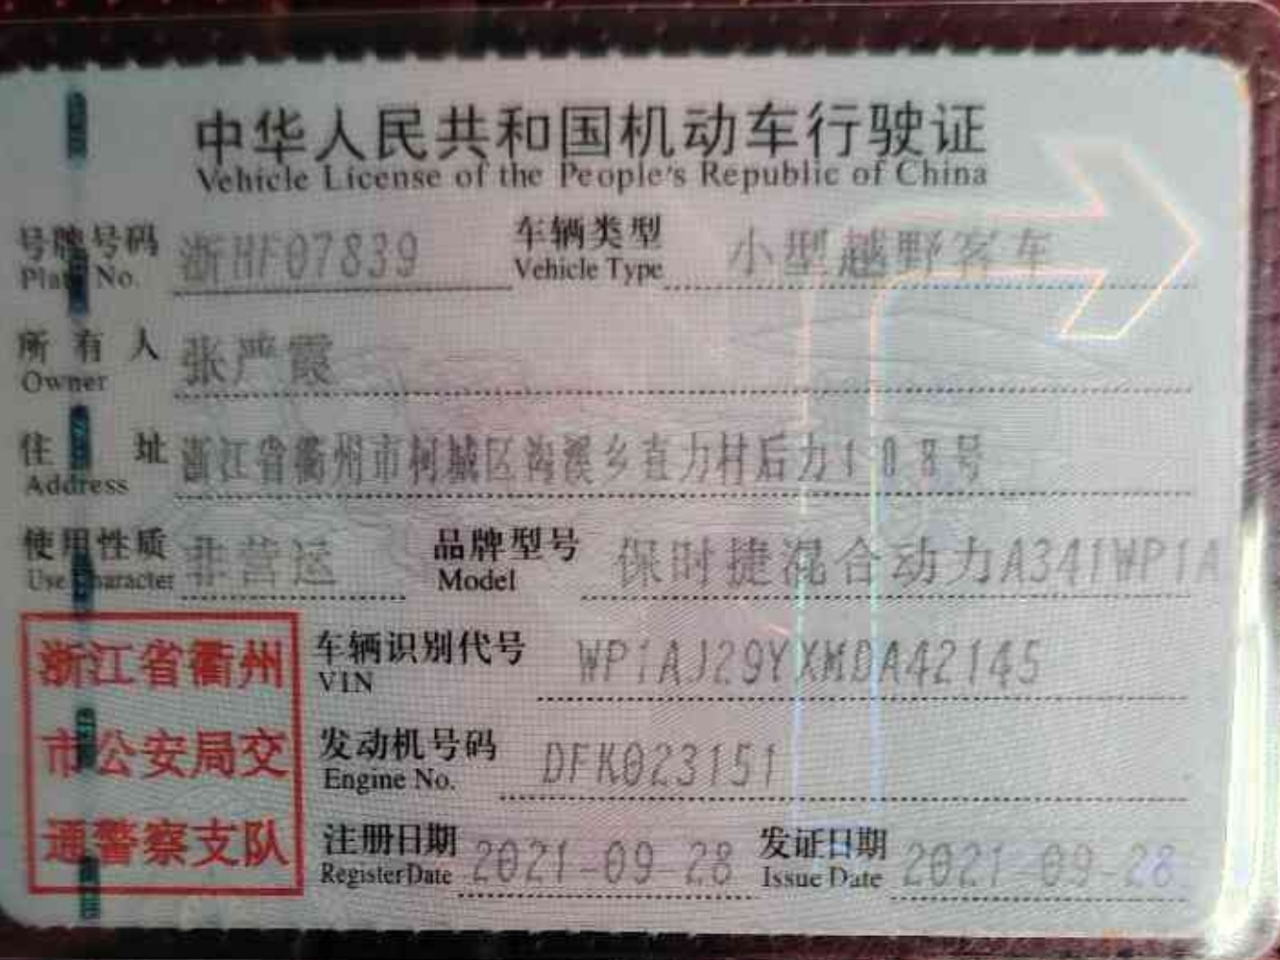 中华人民共和国机动车行驶证
Vehicle License of the People's Republic of China
号牌号码 浙HF07839 车辆类型 小型越野客车
Plate No. Vehicle Type
所有人 张严霞
Owner
住址 浙江省衢州市柯城区沟溪乡直力村后力108号
Address
使用性质 非营运 品牌型号 保时捷混合动力A341WP1A
Use Character Model
浙江省衢州
市公安局交
通警察支队
车辆识别代号 WP1AJ29YXMDA42145
VIN
发动机号码 DFK023151
Engine No.
注册日期 2021-09-28 发证日期 2021-09-28
Register Date Issue Date